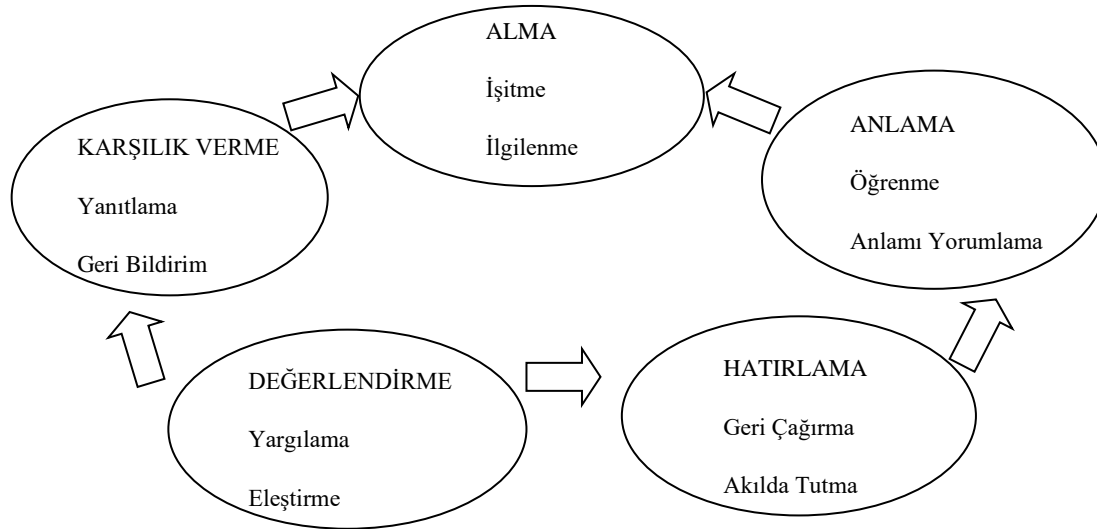 ALMA
İşitme
İlgilenme
KARŞILIK VERME
Yanıtlama
Geri Bildirim
ANLAMA
Öğrenme
Anlamı Yorumlama
DEĞERLENDİRME
Yargılama
Eleştirme
HATIRLAMA
Geri Çağırma
Akılda Tutma